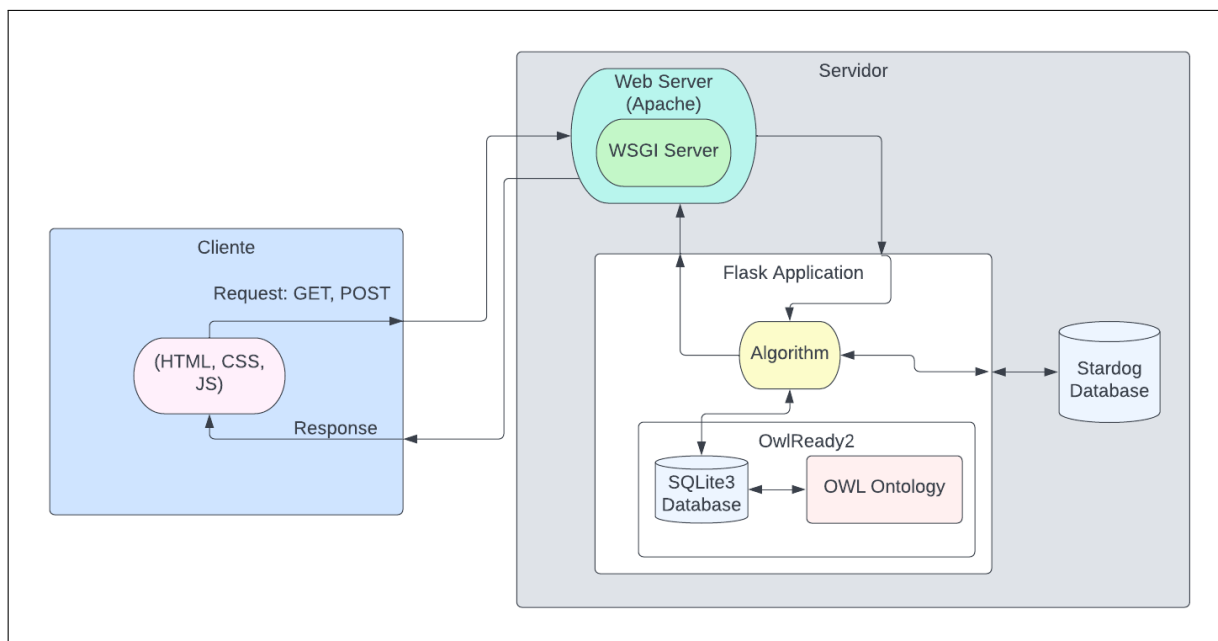 Servidor
Web Server
(Apache)
WSGI Server
Cliente
Request: GET, POST
(HTML, CSS,
JS)
Response
Flask Application
Algorithm
Stardog
Database
OwlReady2
SQLite3
Database
OWL Ontology